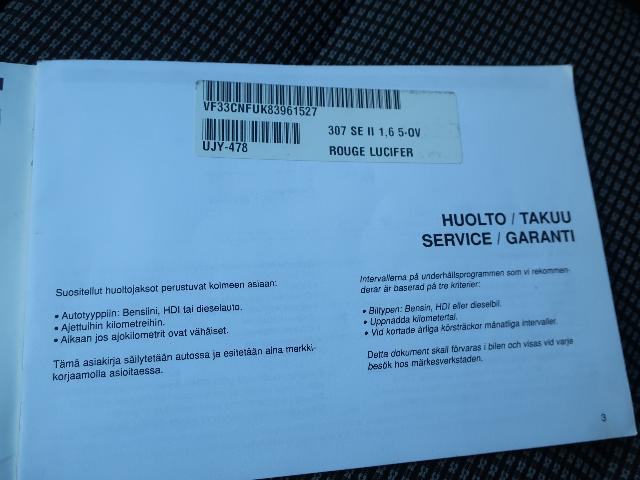 VF33CNFUK83961527
307 SE II 1,6 5-OV
UJY-478
ROUGE LUCIFER
HUOLTO / TAKUU
SERVICE / GARANTI
Suositellut huoltojaksot perustuvat kolmeen asiaan:
• Autotyyppiin: Bensiini, HDI tai dieselauto.
• Ajettuihin kilometreihin.
• Aikaan jos ajokilometrit ovat vähäiset.
Tämä asiakirja säilytetään autossa ja esitetään aina merkki-
korjaamolla asioitaessa.
Intervallerna på underhållsprogrammen som vi rekommen-
derar är baserad på tre kriterier:
• Biltypen: Bensin, HDI eller dieselbil.
• Uppnådda kilometertal.
• Vid kortade årliga körsträckor månatliga intervaller.
Detta dokument skall förvaras i bilen och visas vid varje
besök hos märkesverkstaden.
3